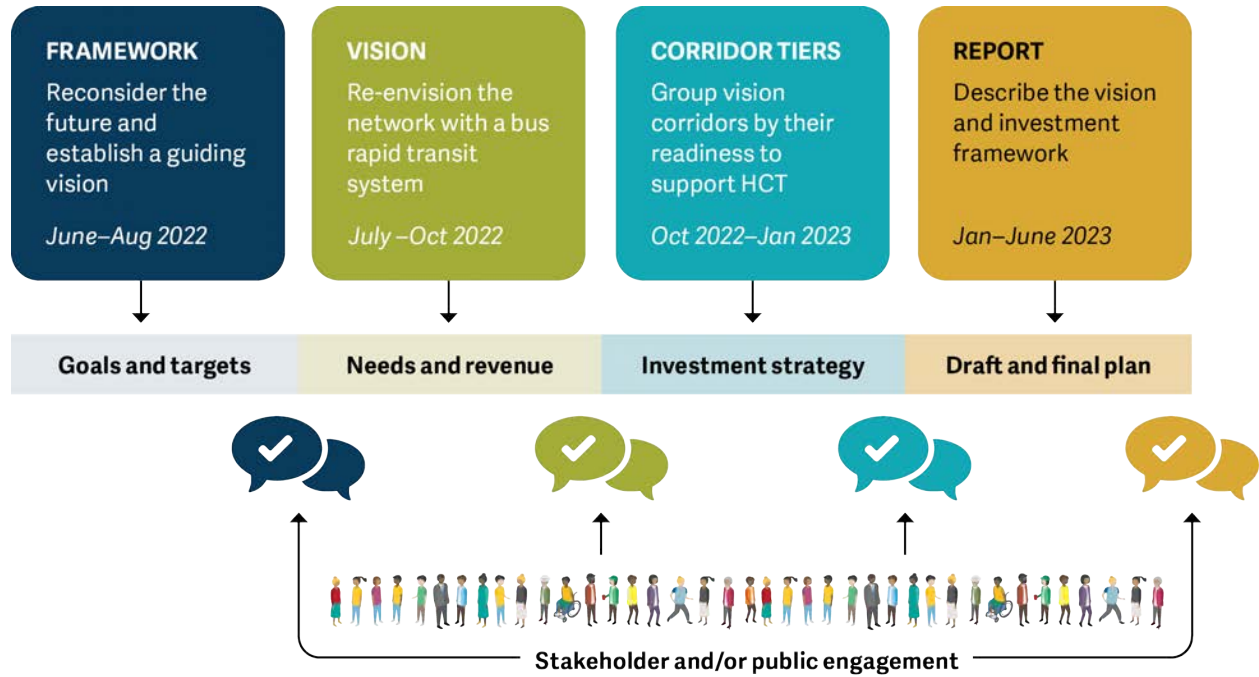 FRAMEWORK
Reconsider the
future and
establish a guiding
vision
June–Aug 2022
VISION
Re-envision the
network with a bus
rapid transit
system
July –Oct 2022
CORRIDOR TIERS
Group vision
corridors by their
readiness to
support HCT
Oct 2022–Jan 2023
REPORT
Describe the vision
and investment
framework
Jan–June 2023
Goals and targets
Needs and revenue
Investment strategy
Draft and final plan
Stakeholder and/or public engagement